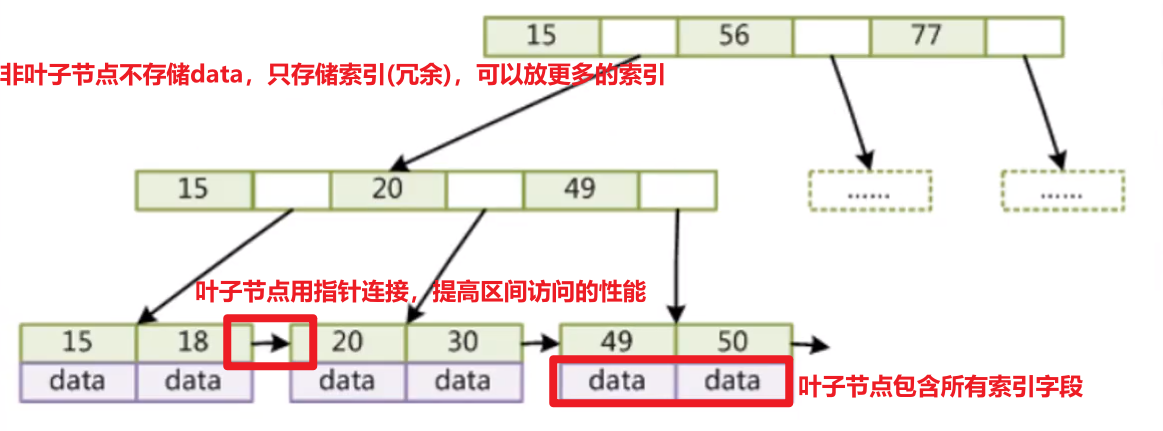 15 56 77
非叶子节点不存储data，只存储索引(冗余)，可以放更多的索引
15 20 49 ...... ......
叶子节点用指针连接，提高区间访问的性能
15 18 20 30 49 50
data data data data data data
叶子节点包含所有索引字段